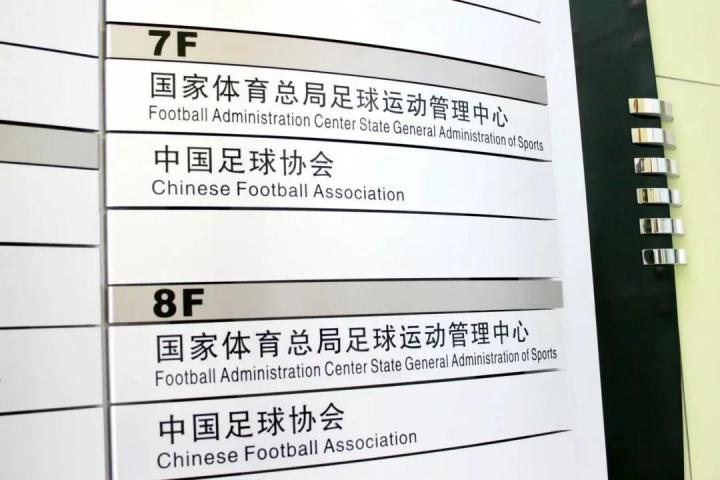 7F
国家体育总局足球运动管理中心
Football Administration Center State General Administration of Sports
中国足球协会
Chinese Football Association
8F
国家体育总局足球运动管理中心
Football Administration Center State General Administration of Sports
中国足球协会
Chinese Football Association